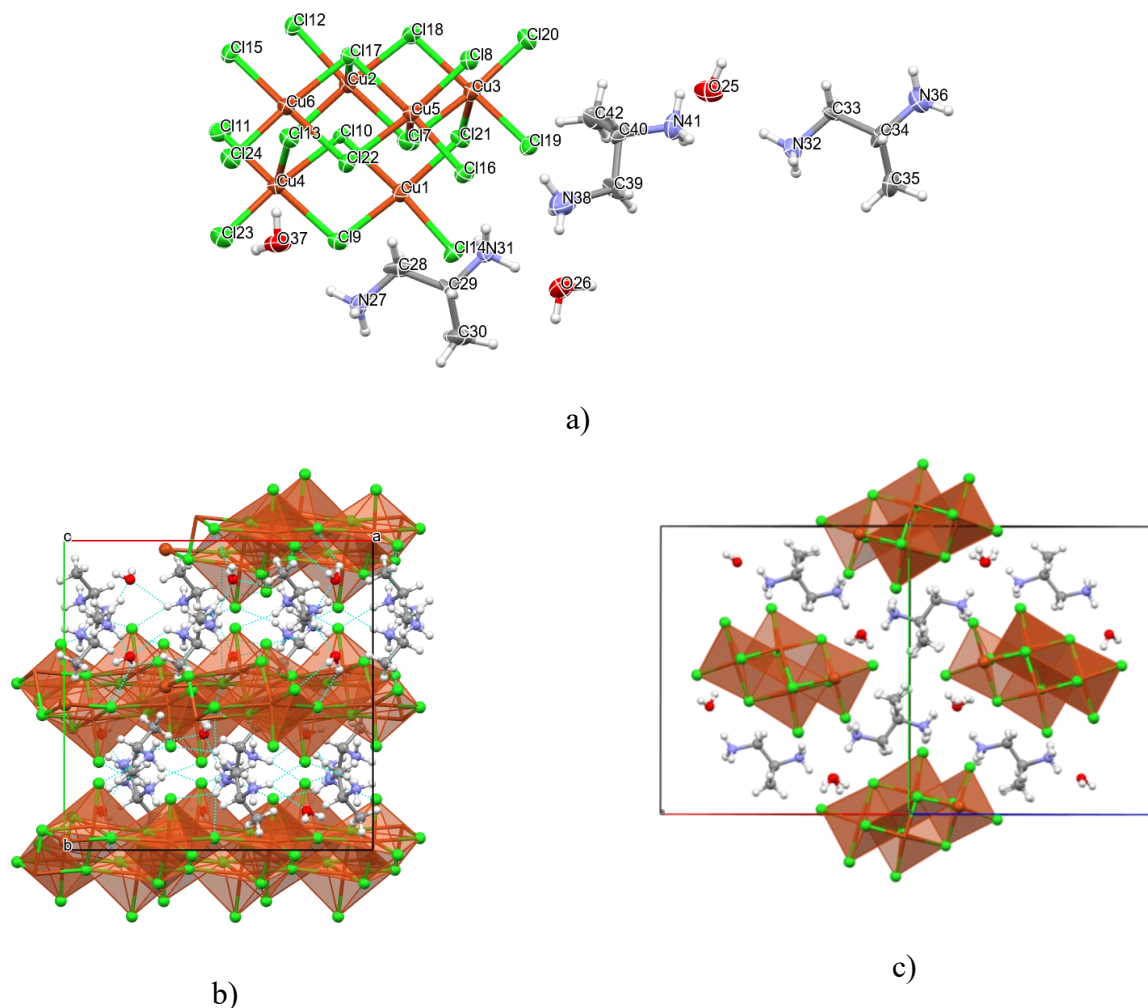 Cl12 Cl18 Cl20
Cl15 Cl17 Cl8
Cu2 Cu3 O25 N36
Cu6 Cu5 C42 C33
Cl11 Cl13 Cl10 Cl7 Cl21 C40 N41 C34
Cl24 Cl22 Cl19 N32
Cu4 Cu1 Cl16 C39 C35
N38
Cl23 O37 Cl9 Cl14 N31
C28 C29 O26
N27
C30
a)
c a
b
b)
c)